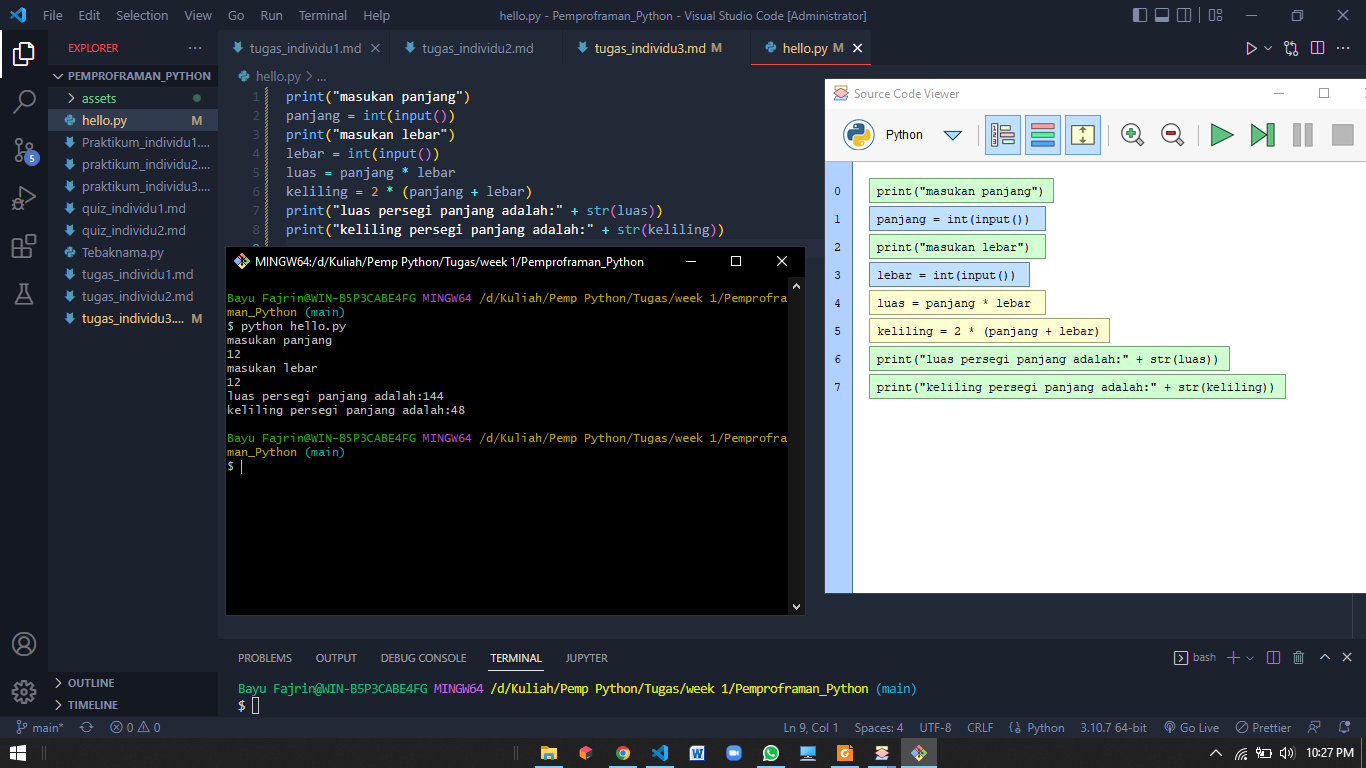 File Edit Selection View Go Run Terminal Help
hello.py - Pemproframan_Python - Visual Studio Code [Administrator]
EXPLORER
PEMPROFRAMAN_PYTHON
assets
hello.py M
Praktikum_individu1....
praktikum_individu2....
praktikum_individu3....
quiz_individu1.md
quiz_individu2.md
Tebaknama.py
tugas_individu1.md
tugas_individu2.md
tugas_individu3.... M
OUTLINE
TIMELINE
5
tugas_individu1.md tugas_individu2.md tugas_individu3.md M hello.py M
hello.py > ...
1 print("masukan panjang")
2 panjang = int(input())
3 print("masukan lebar")
4 lebar = int(input())
5 luas = panjang * lebar
6 keliling = 2 * (panjang + lebar)
7 print("luas persegi panjang adalah:" + str(luas))
8 print("keliling persegi panjang adalah:" + str(keliling))
MINGW64:/d/Kuliah/Pemp Python/Tugas/week 1/Pemproframan_Python
Bayu Fajrin@WIN-B5P3CABE4FG MINGW64 /d/Kuliah/Pemp Python/Tugas/week 1/Pemprofra
man_Python (main)
$ python hello.py
masukan panjang
12
masukan lebar
12
luas persegi panjang adalah:144
keliling persegi panjang adalah:48
Bayu Fajrin@WIN-B5P3CABE4FG MINGW64 /d/Kuliah/Pemp Python/Tugas/week 1/Pemprofra
man_Python (main)
$
Source Code Viewer
Python
0 print("masukan panjang")
1 panjang = int(input())
2 print("masukan lebar")
3 lebar = int(input())
4 luas = panjang * lebar
5 keliling = 2 * (panjang + lebar)
6 print("luas persegi panjang adalah:" + str(luas))
7 print("keliling persegi panjang adalah:" + str(keliling))
PROBLEMS OUTPUT DEBUG CONSOLE TERMINAL JUPYTER
bash
Bayu Fajrin@WIN-B5P3CABE4FG MINGW64 /d/Kuliah/Pemp Python/Tugas/week 1/Pemproframan_Python (main)
$
main* 0 0 Ln 9, Col 1 Spaces: 4 UTF-8 CRLF Python 3.10.7 64-bit Go Live Prettier
10:27 PM